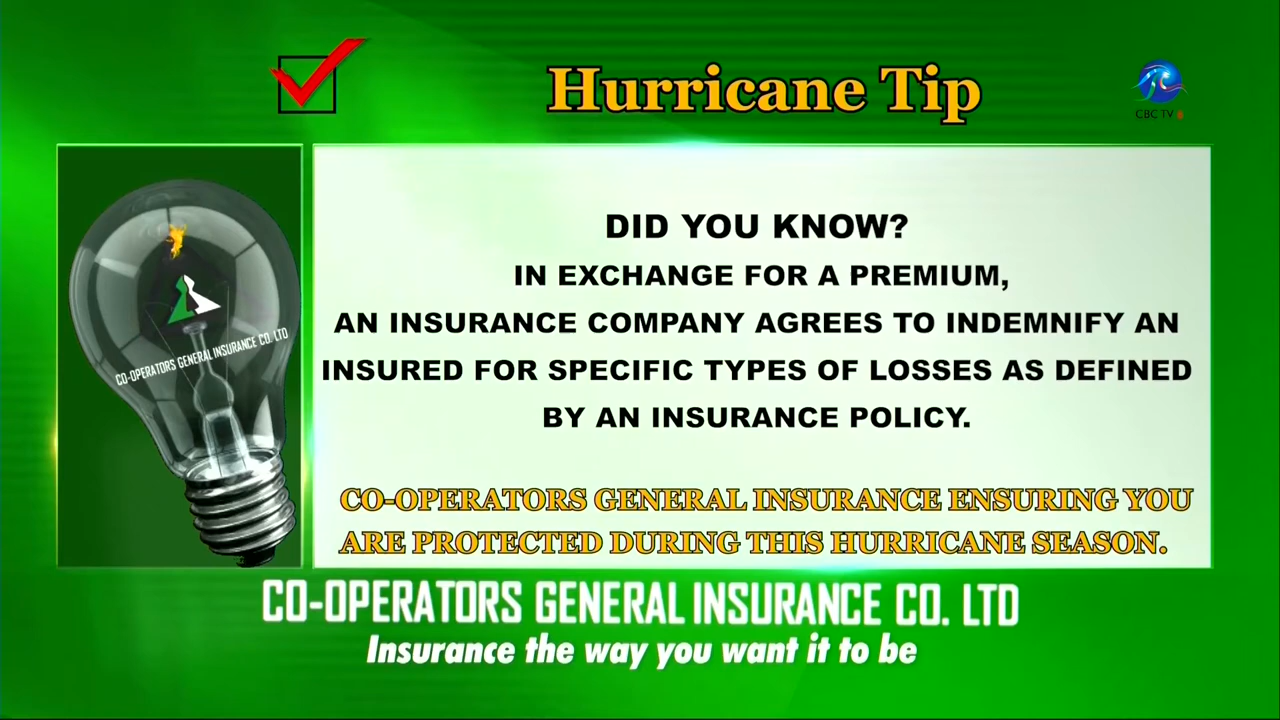 Hurricane Tip
CBC TV 8
DID YOU KNOW?
IN EXCHANGE FOR A PREMIUM,
AN INSURANCE COMPANY AGREES TO INDEMNIFY AN
INSURED FOR SPECIFIC TYPES OF LOSSES AS DEFINED
BY AN INSURANCE POLICY.
CO-OPERATORS GENERAL INSURANCE CO. LTD
CO-OPERATORS GENERAL INSURANCE ENSURING YOU
ARE PROTECTED DURING THIS HURRICANE SEASON.
CO-OPERATORS GENERAL INSURANCE CO. LTD
Insurance the way you want it to be